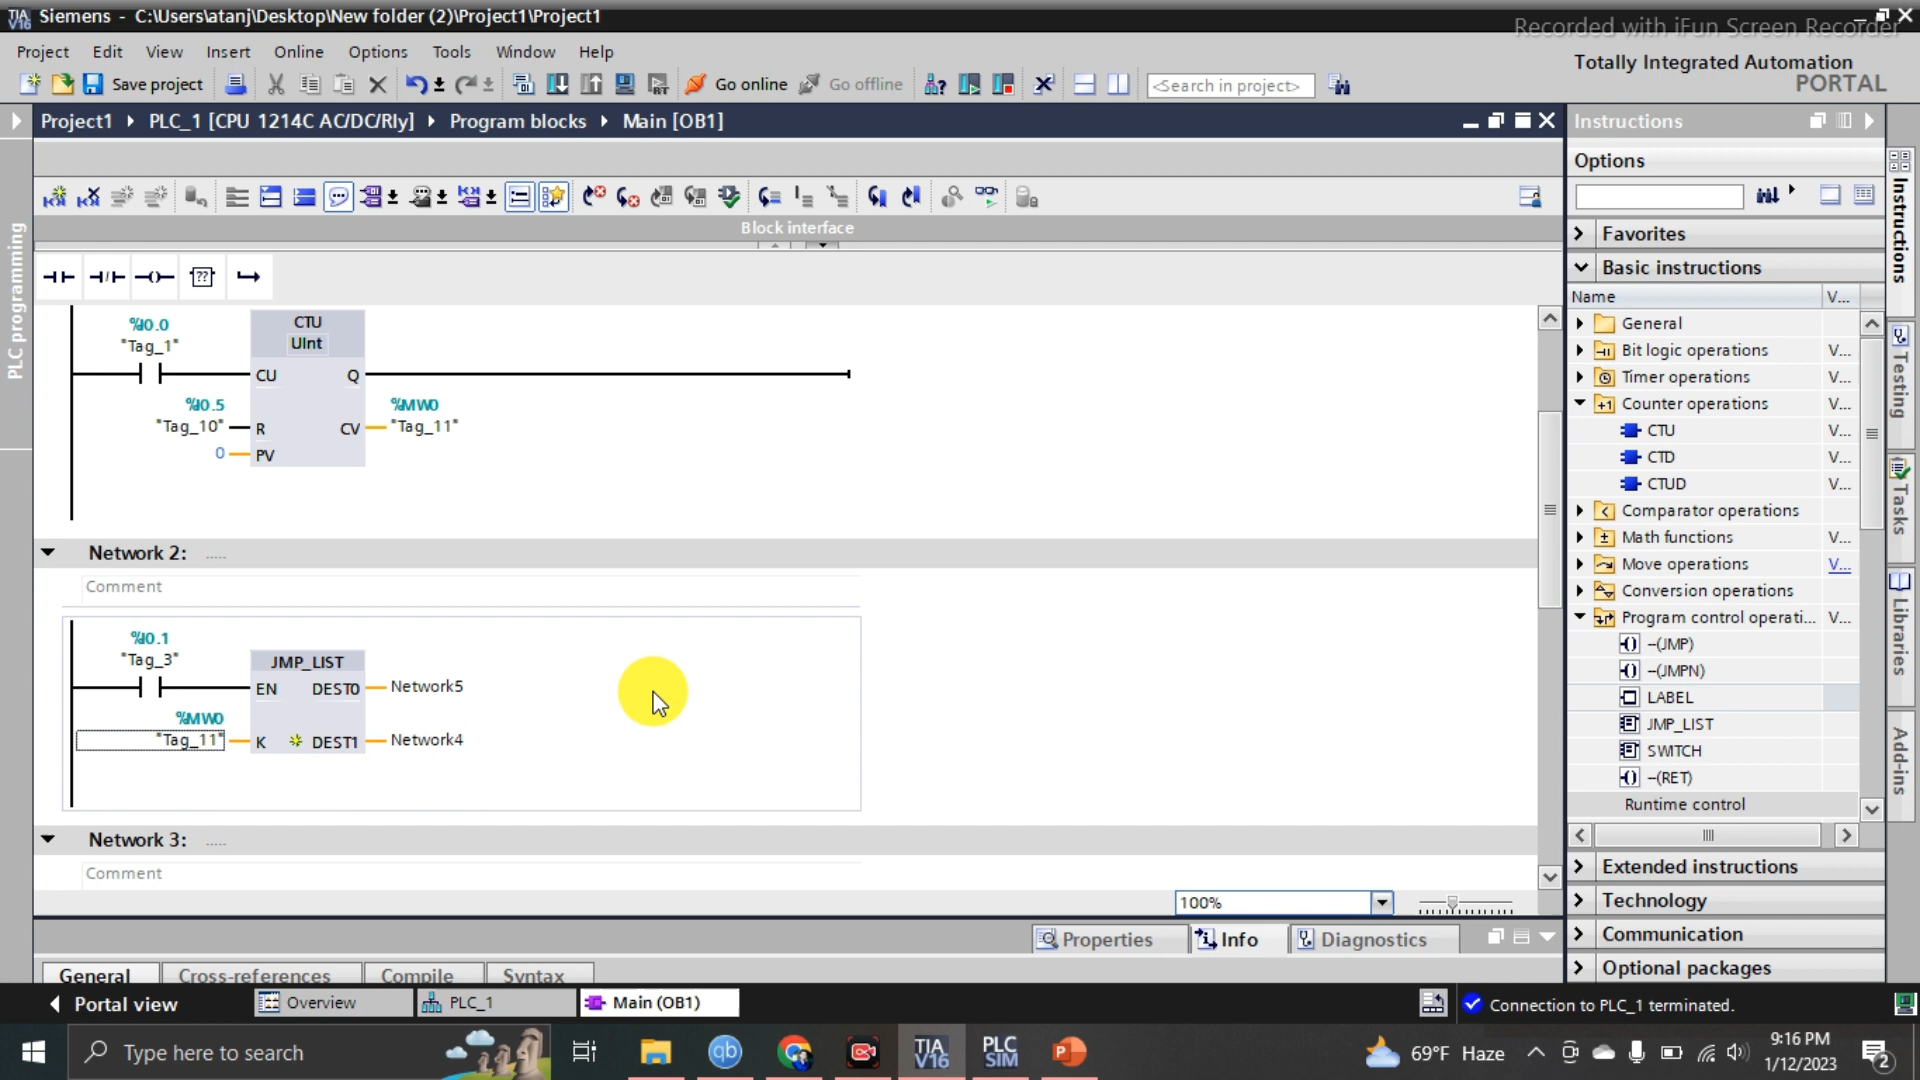 Siemens - C:\Users\atanj\Desktop\New folder (2)\Project1\Project1
Recorded with iFun Screen Recorder
Project Edit View Insert Online Options Tools Window Help
Totally Integrated Automation
PORTAL
Save project Go online Go offline <Search in project>
Project1 PLC_1 [CPU 1214C AC/DC/Rly] Program blocks Main [OB1]
Instructions
Options
Block interface
Favorites
Basic instructions
Name V...
General
Bit logic operations V...
Timer operations V...
Counter operations V...
CTU V...
CTD V...
CTUD V...
Comparator operations
Math functions V...
Move operations V...
Conversion operations
Program control operati... V...
-(JMP)
-(JMPN)
LABEL
JMP_LIST
SWITCH
-(RET)
Runtime control
Extended instructions
Technology
Communication
Optional packages
PLC programming
Instructions
Testing
Tasks
Libraries
Add-ins
%I0.0
"Tag_1"
CTU
UInt
CU Q
%I0.5
"Tag_10" R
%MW0
CV "Tag_11"
0 PV
Network 2: .....
Comment
%I0.1
"Tag_3"
JMP_LIST
EN DEST0 Network5
%MW0
"Tag_11" K DEST1 Network4
Network 3: .....
Comment
100%
Properties Info Diagnostics
General Cross-references Compile Syntax
Portal view Overview PLC_1 Main (OB1) Connection to PLC_1 terminated.
Type here to search
TIA
V16
PLC
SIM
69°F Haze
9:16 PM
1/12/2023
2